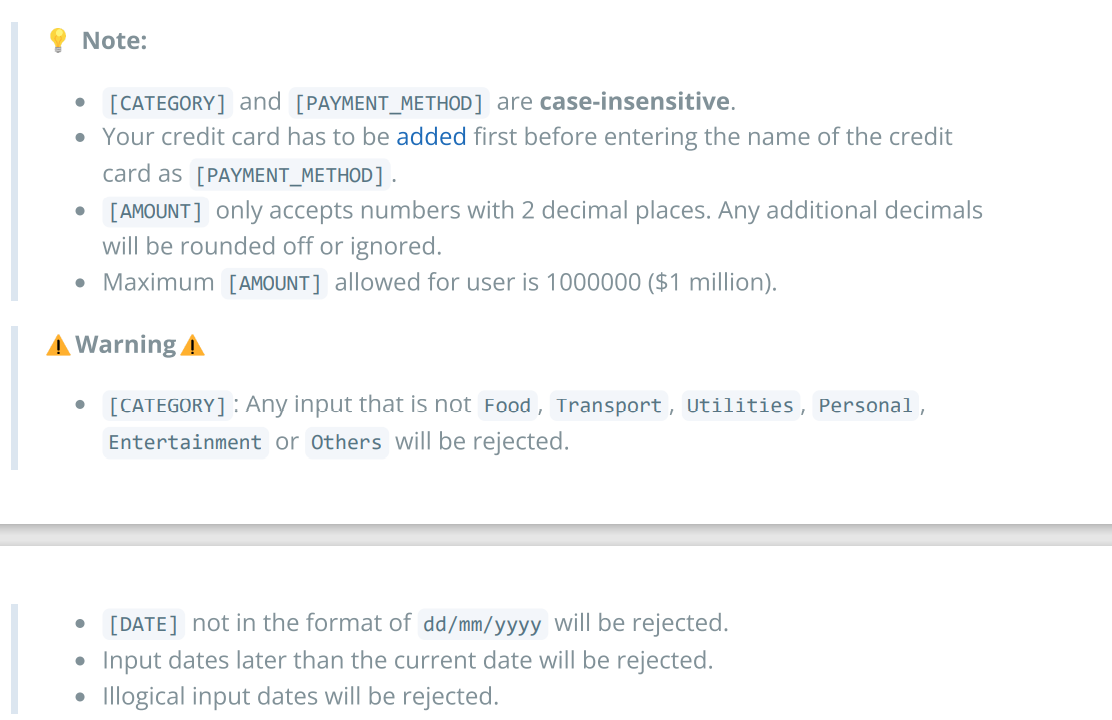 💡 Note:
• [CATEGORY] and [PAYMENT_METHOD] are case-insensitive.
• Your credit card has to be added first before entering the name of the credit
card as [PAYMENT_METHOD].
• [AMOUNT] only accepts numbers with 2 decimal places. Any additional decimals
will be rounded off or ignored.
• Maximum [AMOUNT] allowed for user is 1000000 ($1 million).
⚠️Warning⚠️
• [CATEGORY]: Any input that is not Food, Transport, Utilities, Personal,
Entertainment or Others will be rejected.
• [DATE] not in the format of dd/mm/yyyy will be rejected.
• Input dates later than the current date will be rejected.
• Illogical input dates will be rejected.